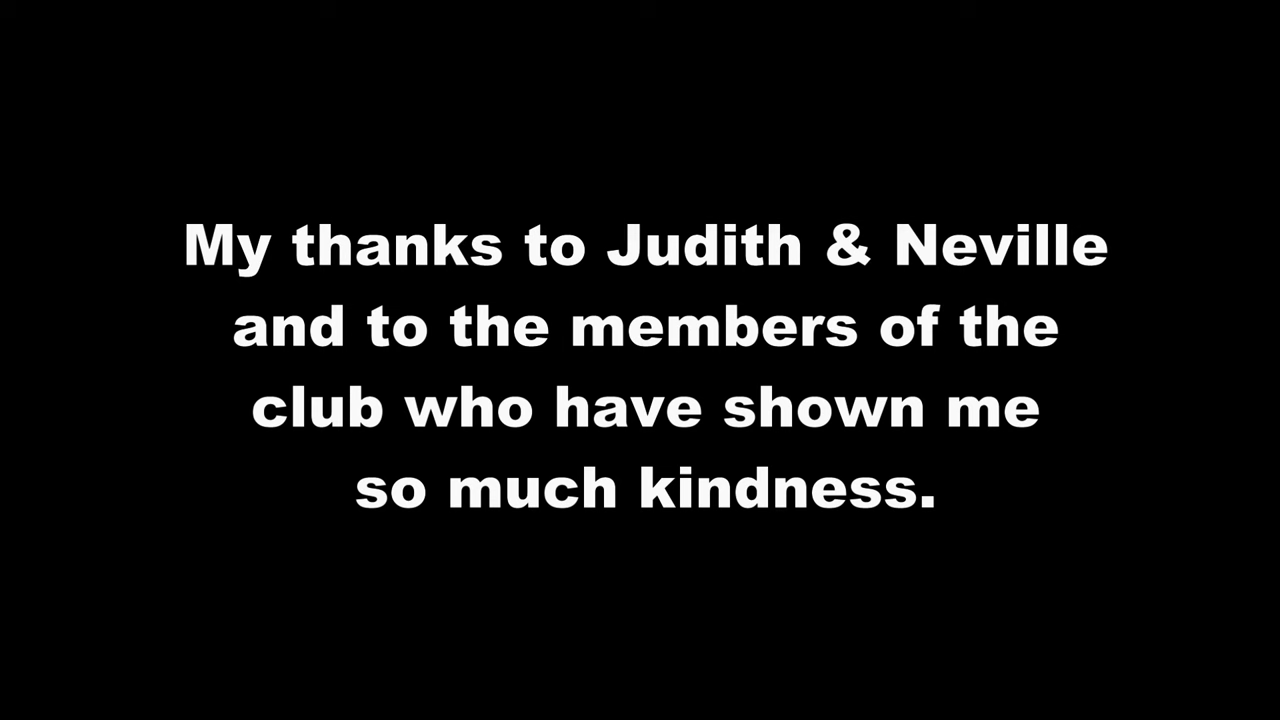 My thanks to Judith & Neville
and to the members of the
club who have shown me
so much kindness.